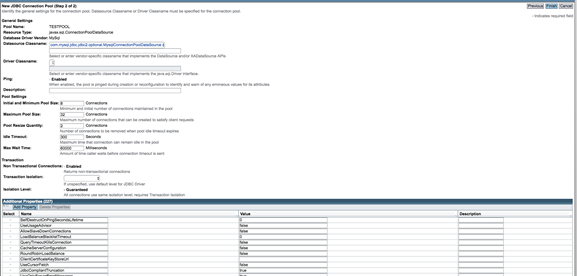 New JDBC Connection Pool (Step 2 of 2)
Previous Finish Cancel
Identify the general settings for the connection pool. Datasource Classname or Driver Classname must be specified for the connection pool.
* Indicates required field
General Settings
Pool Name: TESTPOOL
Resource Type: javax.sql.ConnectionPoolDataSource
Database Driver Vendor: MySql
Datasource Classname: com.mysql.jdbc.jdbc2.optional.MysqlConnectionPoolDataSource
Select or enter vendor-specific classname that implements the DataSource and/or XADataSource APIs
Driver Classname:
Select or enter vendor-specific classname that implements the java.sql.Driver interface.
Ping: Enabled
When enabled, the pool is pinged during creation or reconfiguration to identify and warn of any erroneous values for its attributes
Description:
Pool Settings
Initial and Minimum Pool Size: 8 Connections
Minimum and initial number of connections maintained in the pool
Maximum Pool Size: 32 Connections
Maximum number of connections that can be created to satisfy client requests
Pool Resize Quantity: 2 Connections
Number of connections to be removed when pool idle timeout expires
Idle Timeout: 300 Seconds
Maximum time that connection can remain idle in the pool
Max Wait Time: 60000 Milliseconds
Amount of time caller waits before connection timeout is sent
Transaction
Non Transactional Connections: Enabled
Returns non-transactional connections
Transaction Isolation:
If unspecified, use default level for JDBC Driver
Isolation Level: Guaranteed
All connections use same isolation level; requires Transaction Isolation
Additional Properties (227)
Add Property Delete Properties
Select Name Value Description
SelfDestructOnPingSecondsLifetime 0
UseUsageAdvisor false
AllowSlaveDownConnections false
LoadBalanceBlacklistTimeout 0
QueryTimeoutKillsConnection false
CacheServerConfiguration false
RoundRobinLoadBalance false
ClientCertificateKeyStoreUrl
UseCursorFetch false
JdbcCompliantTruncation true